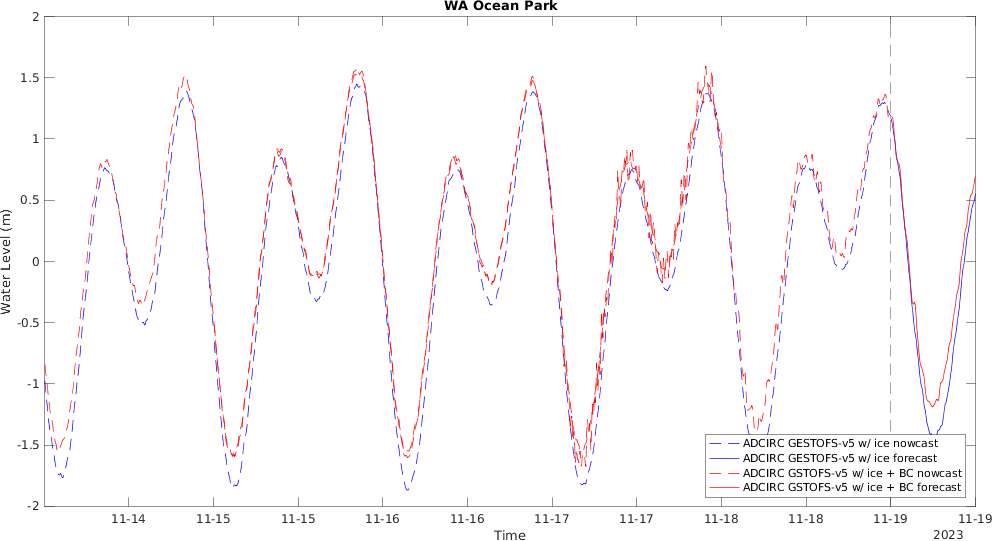 WA Ocean Park
2
1.5
1
0.5
0
-0.5
-1
-1.5
-2
Water Level (m)
ADCIRC GESTOFS-v5 w/ ice nowcast
ADCIRC GESTOFS-v5 w/ ice forecast
ADCIRC GSTOFS-v5 w/ ice + BC nowcast
ADCIRC GSTOFS-v5 w/ ice + BC forecast
11-14 11-15 11-15 11-16 11-16 11-17 11-17 11-18 11-18 11-19 11-19
Time
2023